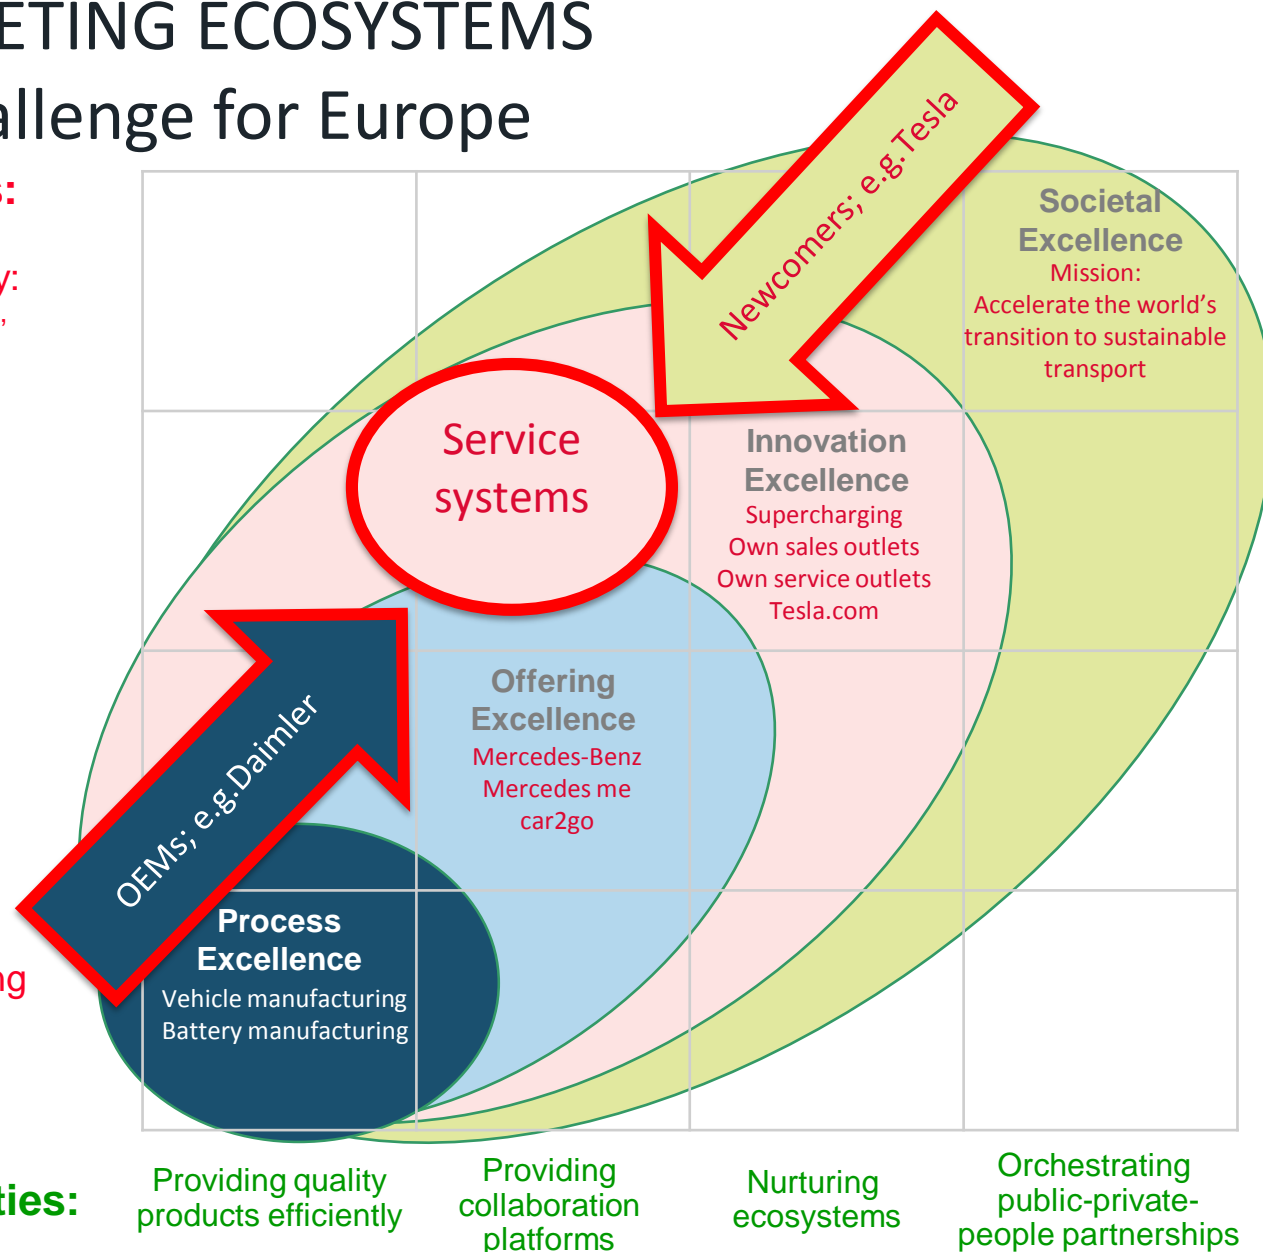 ETING ECOSYSTEMS
allenge for Europe
s:
y:
,
Newcomers; e.g.Tesla
Societal
Excellence
Mission:
Accelerate the world’s
transition to sustainable
transport
Service
systems
Innovation
Excellence
Supercharging
Own sales outlets
Own service outlets
Tesla.com
Offering
Excellence
Mercedes-Benz
Mercedes me
car2go
OEMs; e.g.Daimler
Process
Excellence
Vehicle manufacturing
Battery manufacturing
ng
ties:
Providing quality
products efficiently
Providing
collaboration
platforms
Nurturing
ecosystems
Orchestrating
public-private-
people partnerships